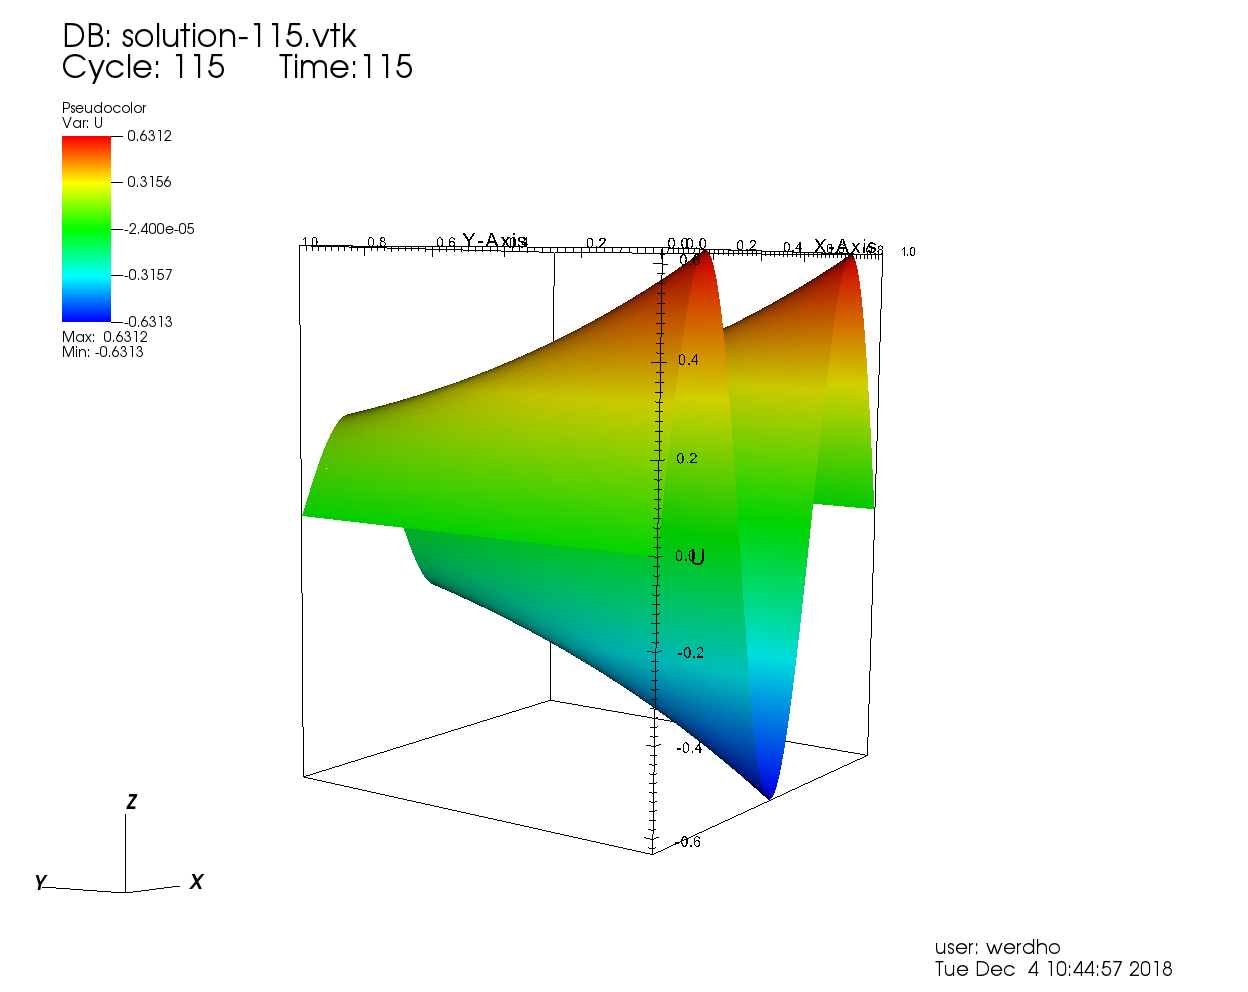 DB: solution-115.vtk
Cycle: 115 Time:115
Pseudocolor
Var: U
0.6312
0.3156
-2.400e-05
-0.3157
-0.6313
Max: 0.6312
Min: -0.6313
1.0 0.8 0.6 Y-Axis 0.2 0.0 0.0 0.2 0.4 X-Axis 0.8 1.0
0.6
0.4
0.2
0.0 U
-0.2
-0.4
-0.6
Z
Y X
user: werdho
Tue Dec 4 10:44:57 2018